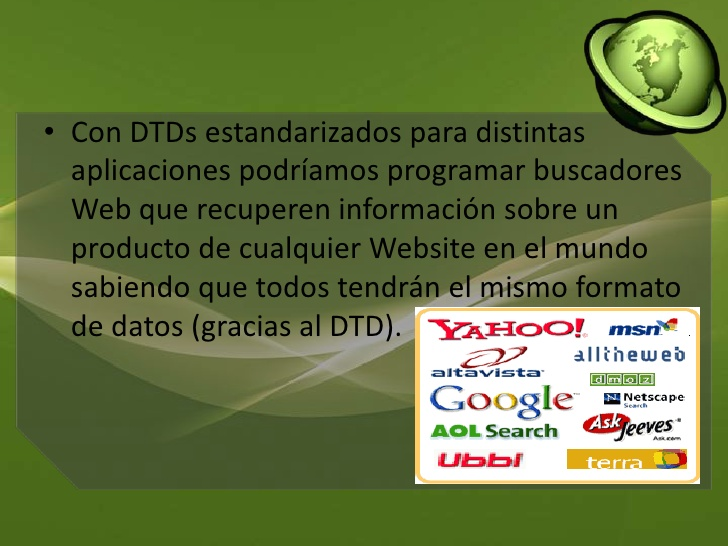 • Con DTDs estandarizados para distintas
aplicaciones podríamos programar buscadores
Web que recuperen información sobre un
producto de cualquier Website en el mundo
sabiendo que todos tendrán el mismo formato
de datos (gracias al DTD).
YAHOO! msn
altavista alltheweb
dmoz
Google Netscape
Search
AOL Search Ask Jeeves
Ask.com
Ubbi terra